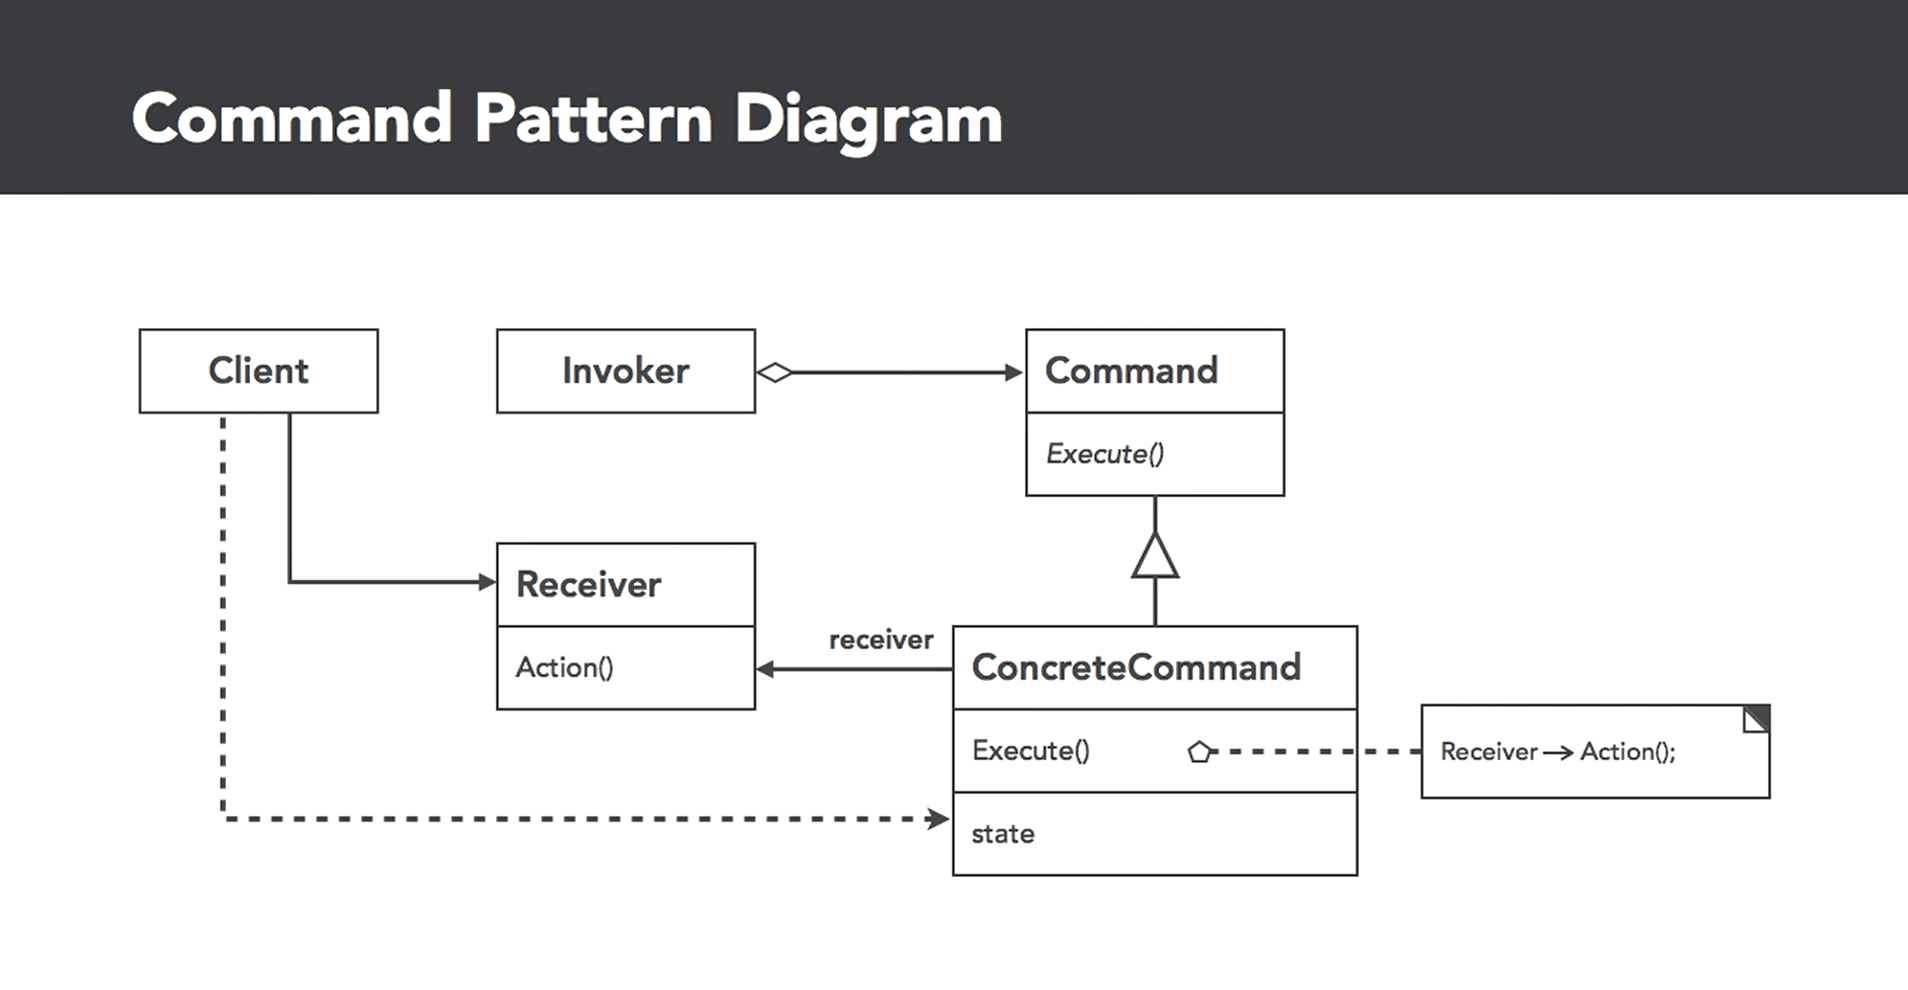 Command Pattern Diagram
Client
Invoker
Command
Execute()
Receiver
Action()
receiver
ConcreteCommand
Execute()
state
Receiver → Action();